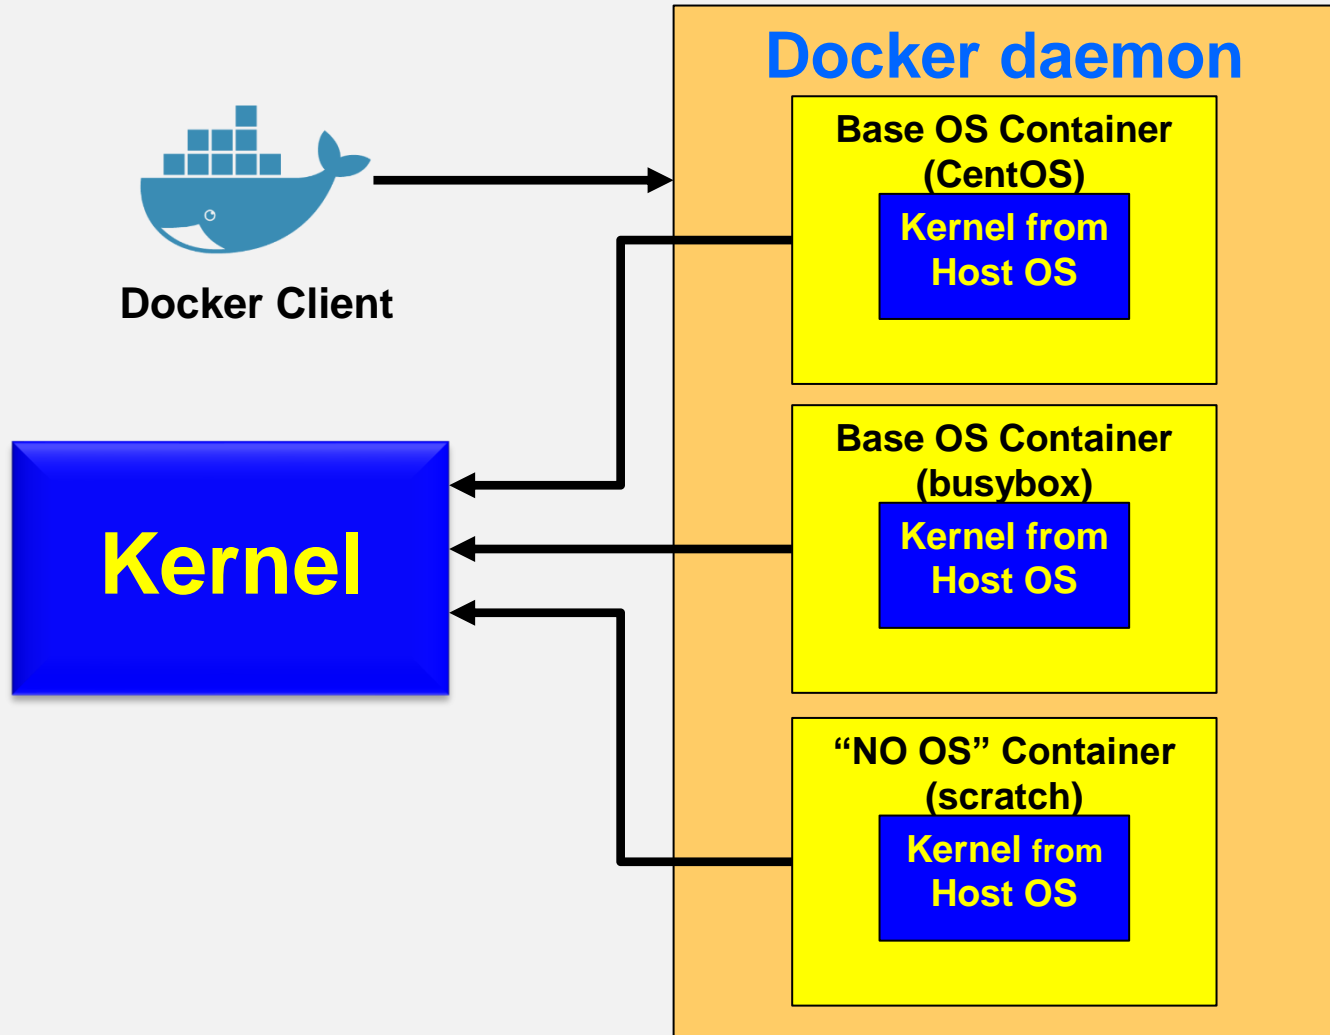 Docker daemon
Base OS Container
(CentOS)
Kernel from
Host OS
Docker Client
Base OS Container
(busybox)
Kernel from
Host OS
Kernel
“NO OS” Container
(scratch)
Kernel from
Host OS